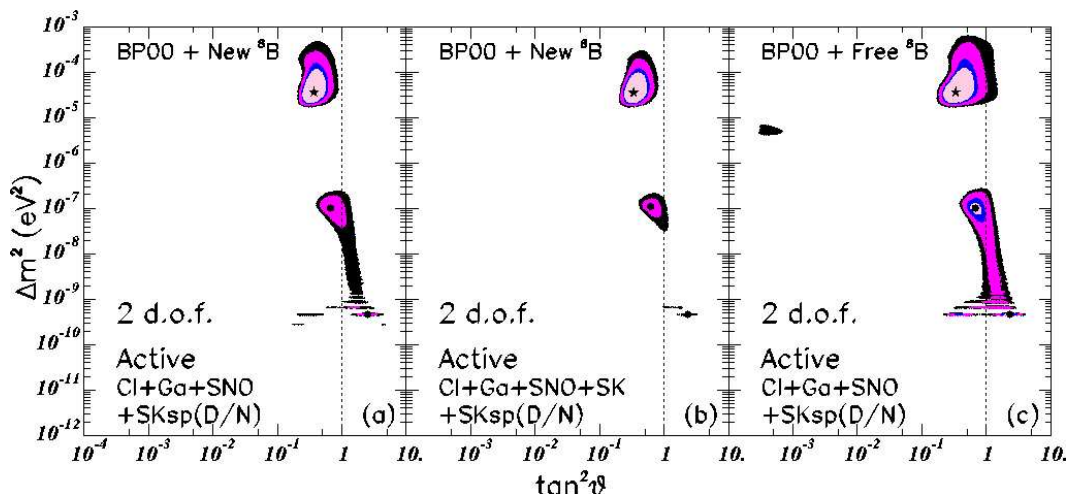 10⁻³
10⁻⁴
10⁻⁵
10⁻⁶
10⁻⁷
10⁻⁸
10⁻⁹
10⁻¹⁰
10⁻¹¹
10⁻¹²
Δm² (eV²)
BP00 + New ⁸B
2 d.o.f.
Active
Cl+Ga+SNO
+SKsp(D/N)
(a)
BP00 + New ⁸B
2 d.o.f.
Active
Cl+Ga+SNO+SK
+SKsp(D/N)
(b)
BP00 + Free ⁸B
2 d.o.f.
Active
Cl+Ga+SNO
+SKsp(D/N)
(c)
10⁻⁴ 10⁻³ 10⁻² 10⁻¹ 1 10. 10⁻³ 10⁻² 10⁻¹ 1 10. 10⁻³ 10⁻² 10⁻¹ 1 10.
tan²ϑ